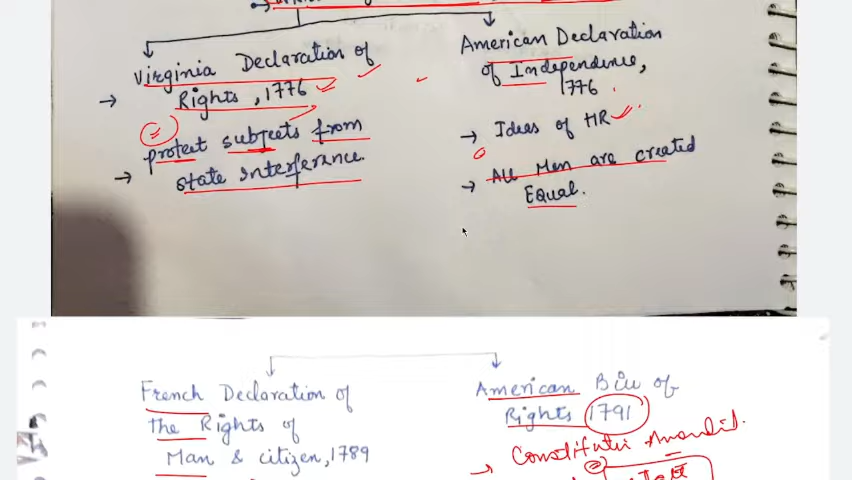 Virginia Declaration of
Rights, 1776
protect subjects from
state interference.
American Declaration
of Independence,
1776
Ideas of HR
All Men are created
Equal.
French Declaration of
the Rights of
Man & citizen, 1789
American Bill of
Rights 1791